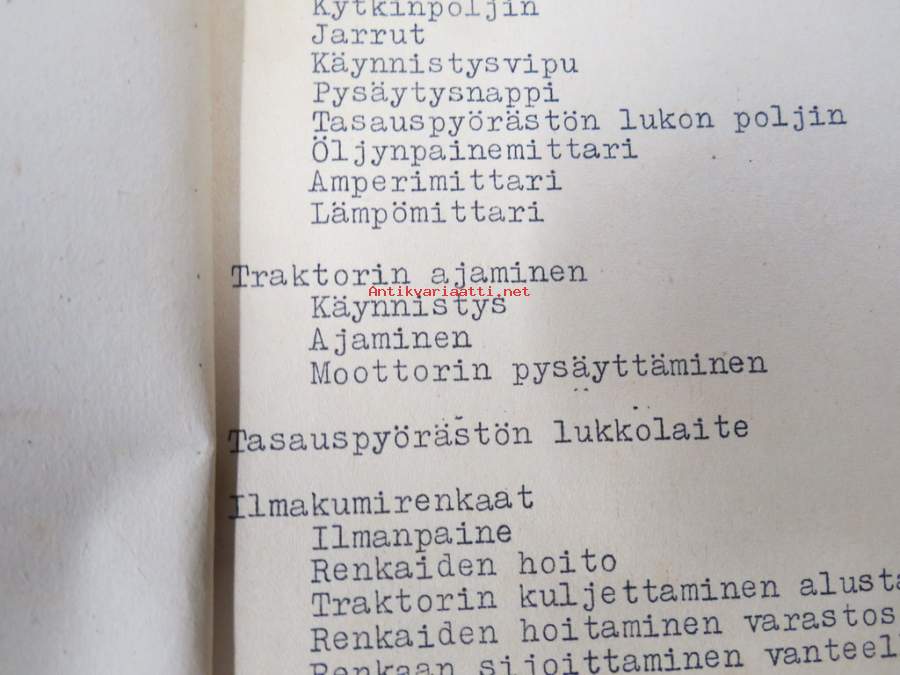 Kytkinpoljin
Jarrut
Käynnistysvipu
Pysäytysnappi
Tasauspyörästön lukon poljin
Öljynpainemittari
Amperimittari
Lämpömittari
Traktorin ajaminen
Antikvariaatti.net
Käynnistys
Ajaminen
Moottorin pysäyttäminen
Tasauspyörästön lukkolaite
Ilmakumirenkaat
Ilmanpaine
Renkaiden hoito
Traktorin kuljettaminen alusta
Renkaiden hoitaminen varastos
Renkaan sijoittaminen vanteel